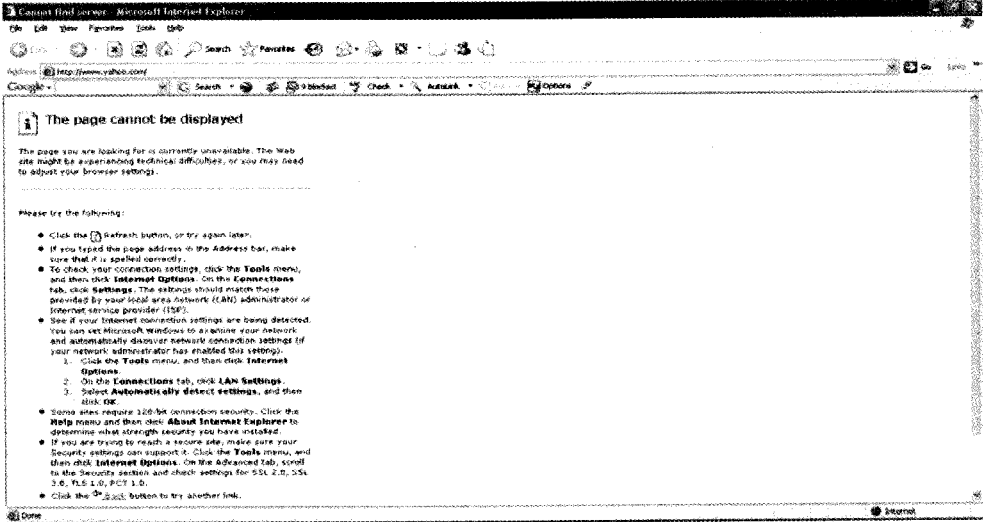 Cannot find server - Microsoft Internet Explorer
File Edit View Favorites Tools Help
Search Favorites
Address http://www.yahoo.com/ Go Links
Google Search 9 blocked Check AutoLink Options
The page cannot be displayed
The page you are looking for is currently unavailable. The Web
site might be experiencing technical difficulties, or you may need
to adjust your browser settings.
Please try the following:
Click the Refresh button, or try again later.
If you typed the page address in the Address bar, make
sure that it is spelled correctly.
To check your connection settings, click the Tools menu,
and then click Internet Options. On the Connections
tab, click Settings. The settings should match those
provided by your local area network (LAN) administrator or
Internet service provider (ISP).
See if your Internet connection settings are being detected.
You can set Microsoft Windows to examine your network
and automatically discover network connection settings (if
your network administrator has enabled this setting).
1. Click the Tools menu, and then click Internet
Options.
2. On the Connections tab, click LAN Settings.
3. Select Automatically detect settings, and then
click OK.
Some sites require 128-bit connection security. Click the
Help menu and then click About Internet Explorer to
determine what strength security you have installed.
If you are trying to reach a secure site, make sure your
Security settings can support it. Click the Tools menu, and
then click Internet Options. On the Advanced tab, scroll
to the Security section and check settings for SSL 2.0, SSL
3.0, TLS 1.0, PCT 1.0.
Click the Back button to try another link.
Done Internet